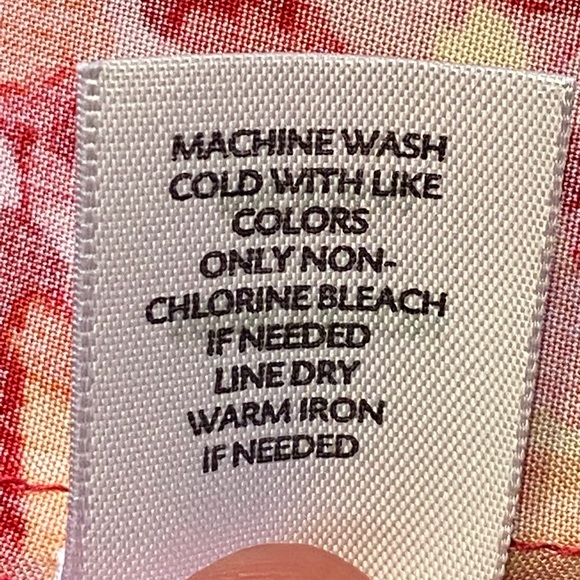 MACHINE WASH
COLD WITH LIKE
COLORS
ONLY NON-
CHLORINE BLEACH
IF NEEDED
LINE DRY
WARM IRON
IF NEEDED